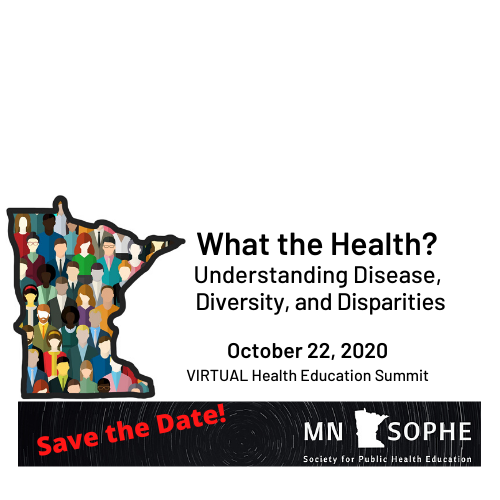 What the Health?
Understanding Disease,
Diversity, and Disparities
October 22, 2020
VIRTUAL Health Education Summit
Save the Date!
MN SOPHE
Society for Public Health Education